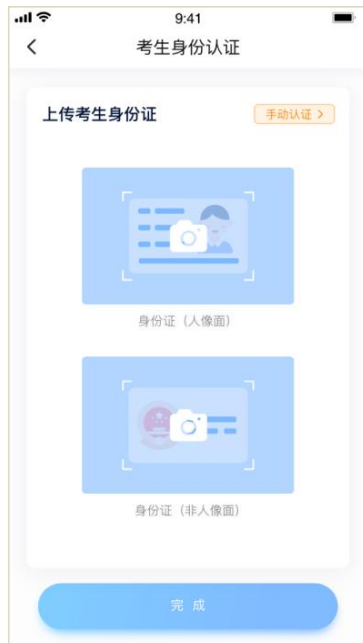 9:41
考生身份认证
上传考生身份证
手动认证 >
身份证（人像面）
身份证（非人像面）
完 成